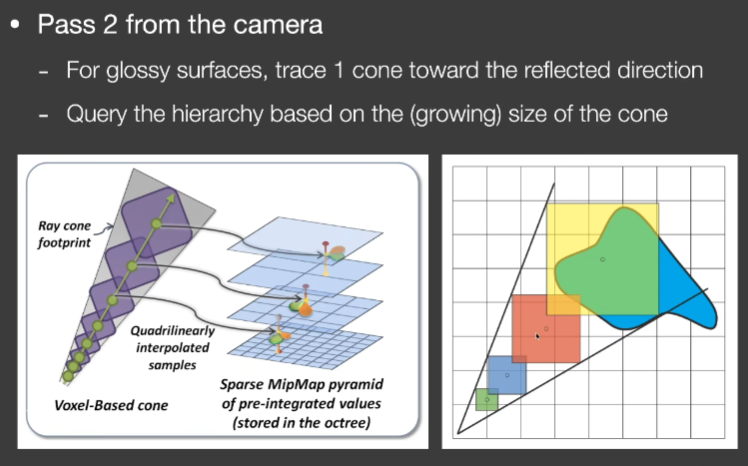 • Pass 2 from the camera
- For glossy surfaces, trace 1 cone toward the reflected direction
- Query the hierarchy based on the (growing) size of the cone
Ray cone
footprint
Quadrilinearly
interpolated
samples
Voxel-Based cone
Sparse MipMap pyramid
of pre-integrated values
(stored in the octree)